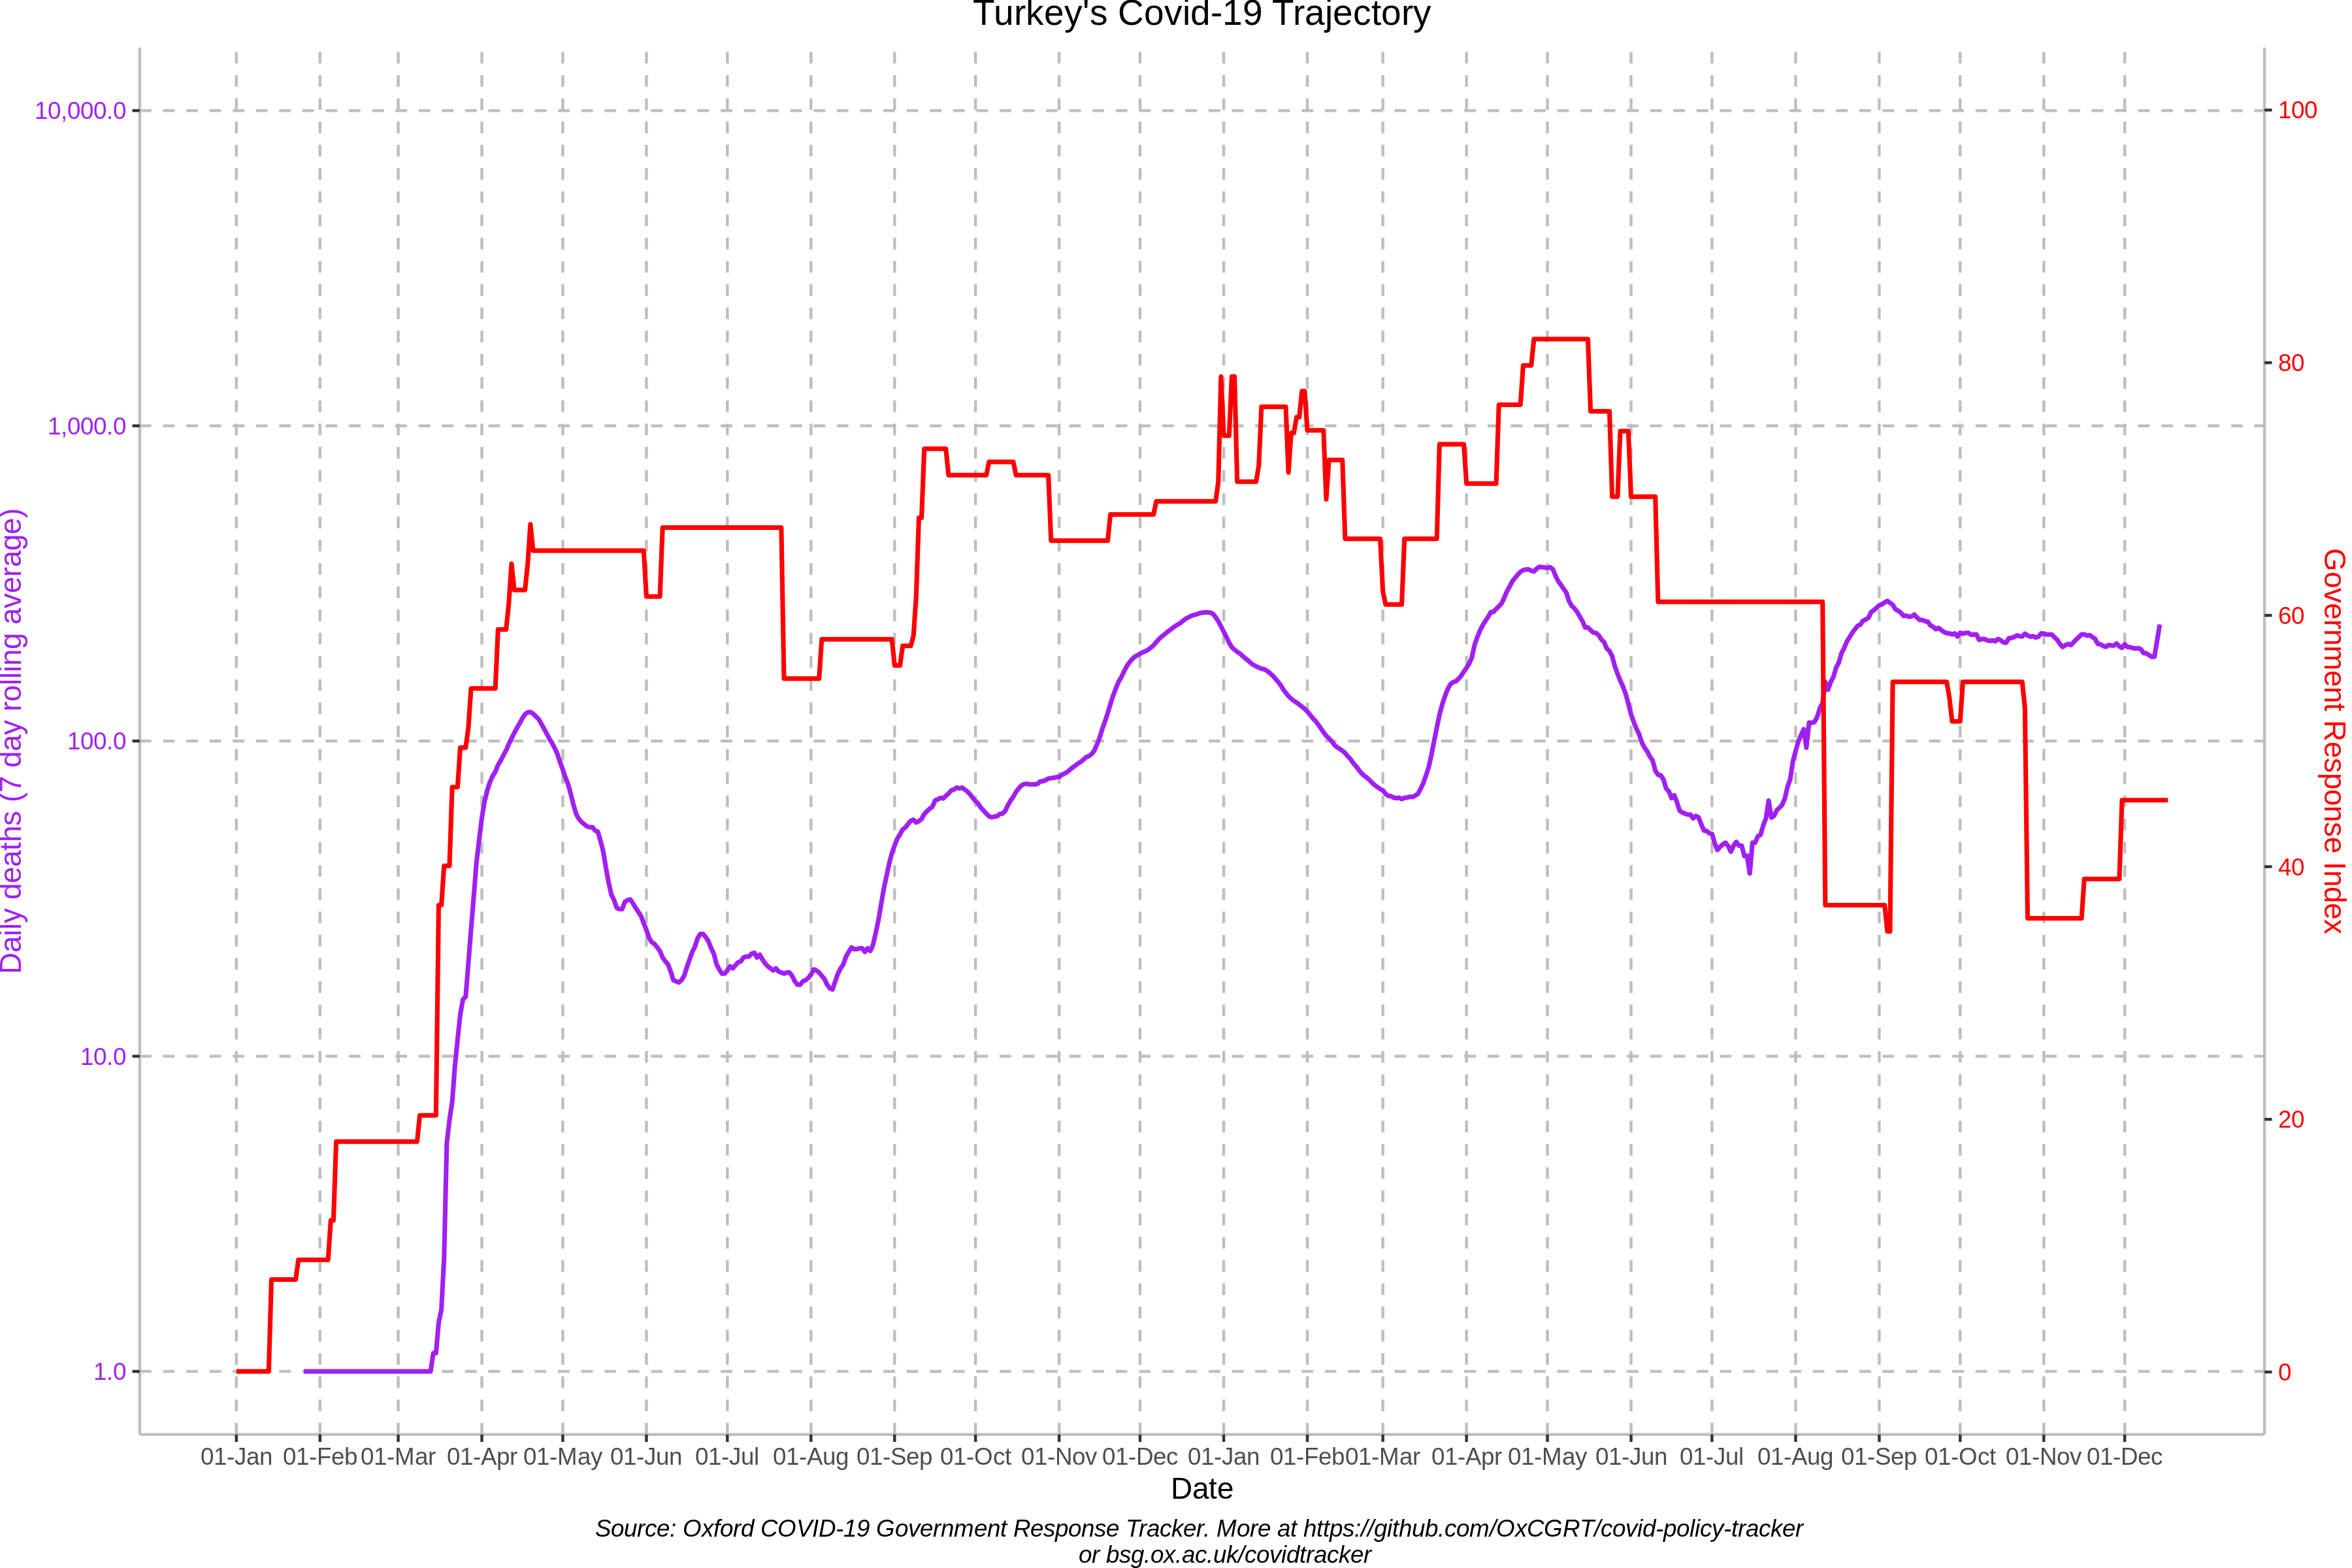 Turkey's Covid-19 Trajectory
10,000.0
1,000.0
100.0
10.0
1.0
Daily deaths (7 day rolling average)
100
80
60
40
20
0
Government Response Index
01-Jan 01-Feb 01-Mar 01-Apr 01-May 01-Jun 01-Jul 01-Aug 01-Sep 01-Oct 01-Nov 01-Dec 01-Jan 01-Feb 01-Mar 01-Apr 01-May 01-Jun 01-Jul 01-Aug 01-Sep 01-Oct 01-Nov 01-Dec
Date
Source: Oxford COVID-19 Government Response Tracker. More at https://github.com/OxCGRT/covid-policy-tracker
or bsg.ox.ac.uk/covidtracker